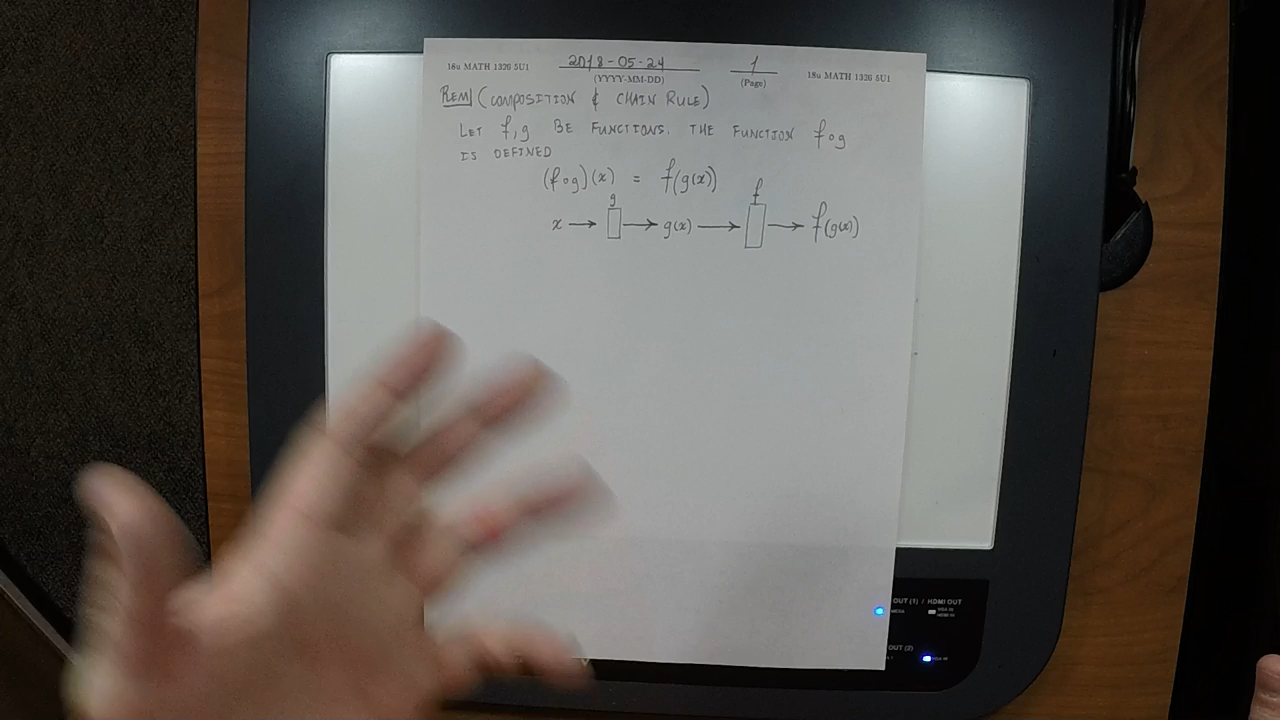 18u MATH 1326 5U1 2018-05-24 1 18u MATH 1326 5U1
(YYYY-MM-DD) (Page)
REM (COMPOSITION & CHAIN RULE)
LET f,g BE FUNCTIONS. THE FUNCTION f∘g
IS DEFINED
(f∘g)(x) = f(g(x))
g f
x → → g(x) → → f(g(x))
OUT (1) / HDMI OUT
OUT (2)